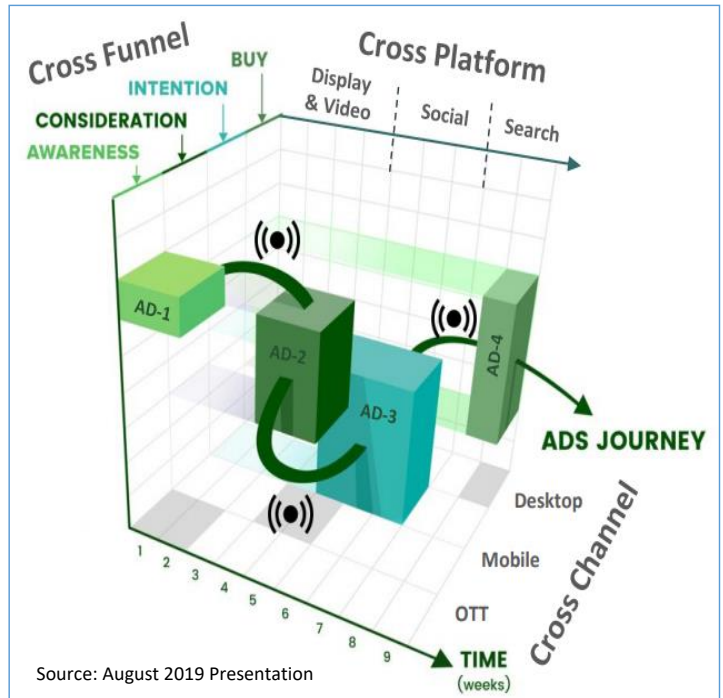 Cross Funnel
Cross Platform
BUY
INTENTION
CONSIDERATION
AWARENESS
Display
& Video
Social
Search
AD-1
AD-2
AD-3
AD-4
ADS JOURNEY
Desktop
Mobile
OTT
Cross Channel
1
2
3
4
5
6
7
8
9
TIME
(weeks)
Source: August 2019 Presentation